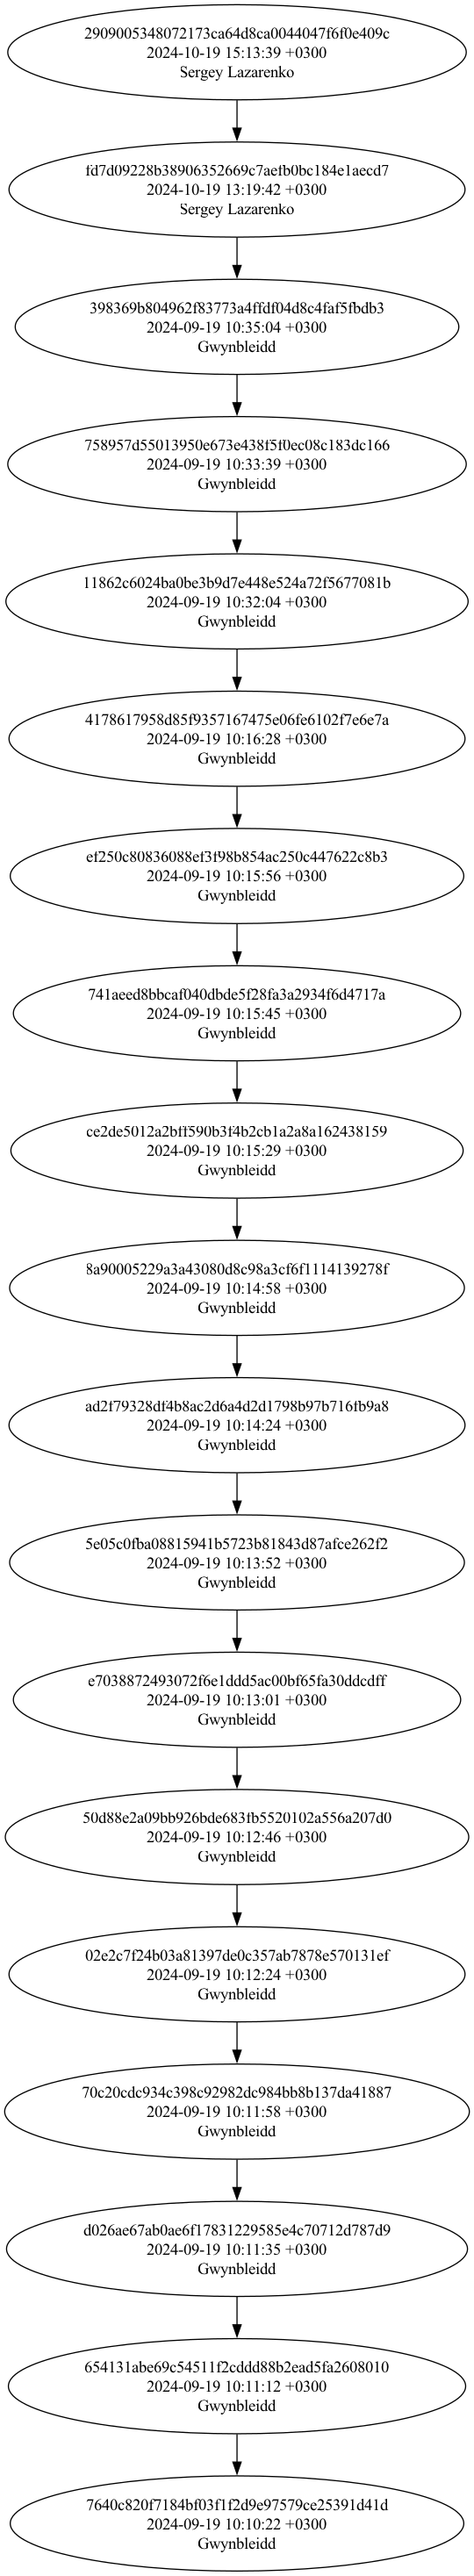 2909005348072173ca64d8ca0044047f6f0e409c
2024-10-19 15:13:39 +0300
Sergey Lazarenko
fd7d09228b38906352669c7aefb0bc184e1aecd7
2024-10-19 13:19:42 +0300
Sergey Lazarenko
398369b804962f83773a4ffdf04d8c4faf5fbdb3
2024-09-19 10:35:04 +0300
Gwynbleidd
758957d55013950e673e438f5f0ec08c183dc166
2024-09-19 10:33:39 +0300
Gwynbleidd
11862c6024ba0be3b9d7e448e524a72f5677081b
2024-09-19 10:32:04 +0300
Gwynbleidd
4178617958d85f9357167475e06fe6102f7e6e7a
2024-09-19 10:16:28 +0300
Gwynbleidd
ef250c80836088ef3f98b854ac250c447622c8b3
2024-09-19 10:15:56 +0300
Gwynbleidd
741aeed8bbcaf040dbde5f28fa3a2934f6d4717a
2024-09-19 10:15:45 +0300
Gwynbleidd
ce2de5012a2bff590b3f4b2cb1a2a8a162438159
2024-09-19 10:15:29 +0300
Gwynbleidd
8a90005229a3a43080d8c98a3cf6f1114139278f
2024-09-19 10:14:58 +0300
Gwynbleidd
ad2f79328df4b8ac2d6a4d2d1798b97b716fb9a8
2024-09-19 10:14:24 +0300
Gwynbleidd
5e05c0fba08815941b5723b81843d87afce262f2
2024-09-19 10:13:52 +0300
Gwynbleidd
e7038872493072f6e1ddd5ac00bf65fa30ddcdff
2024-09-19 10:13:01 +0300
Gwynbleidd
50d88e2a09bb926bde683fb5520102a556a207d0
2024-09-19 10:12:46 +0300
Gwynbleidd
02e2c7f24b03a81397de0c357ab7878e570131ef
2024-09-19 10:12:24 +0300
Gwynbleidd
70c20cdc934c398c92982dc984bb8b137da41887
2024-09-19 10:11:58 +0300
Gwynbleidd
d026ae67ab0ae6f17831229585e4c70712d787d9
2024-09-19 10:11:35 +0300
Gwynbleidd
654131abe69c54511f2cddd88b2ead5fa2608010
2024-09-19 10:11:12 +0300
Gwynbleidd
7640c820f7184bf03f1f2d9e97579ce25391d41d
2024-09-19 10:10:22 +0300
Gwynbleidd